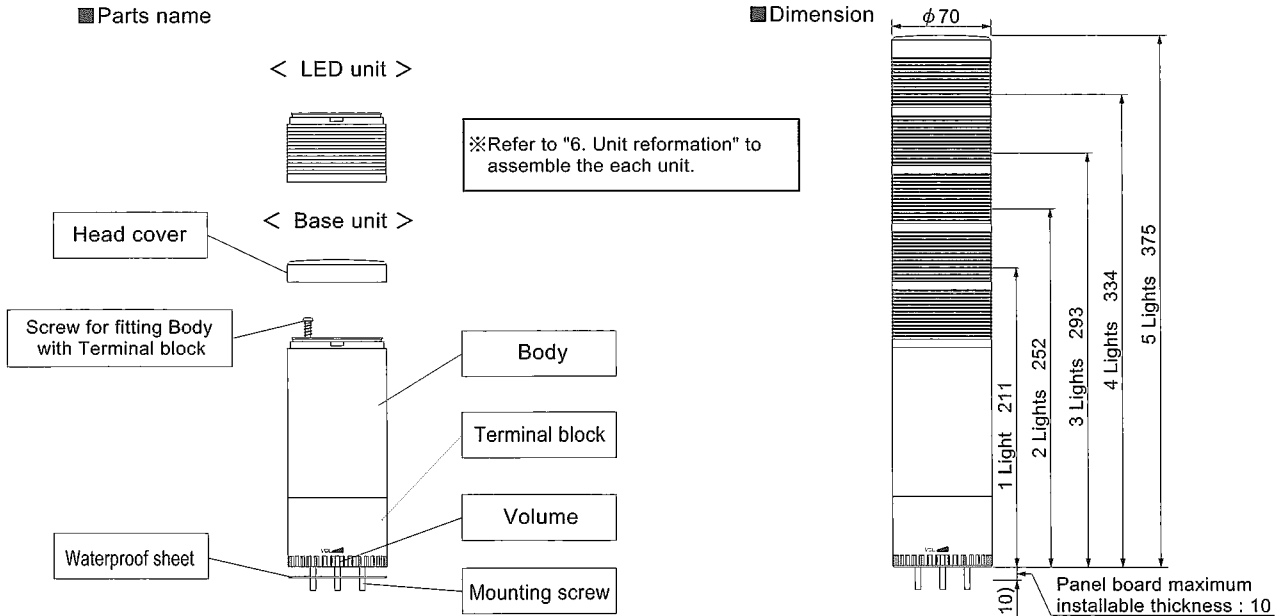 ■Parts name
< LED unit >
※Refer to "6. Unit reformation" to
assemble the each unit.
< Base unit >
Head cover
Screw for fitting Body
with Terminal block
Body
Terminal block
Volume
Waterproof sheet
Mounting screw
VOL
■Dimension
φ70
1 Light 211
2 Lights 252
3 Lights 293
4 Lights 334
5 Lights 375
10)
Panel board maximum
installable thickness : 10